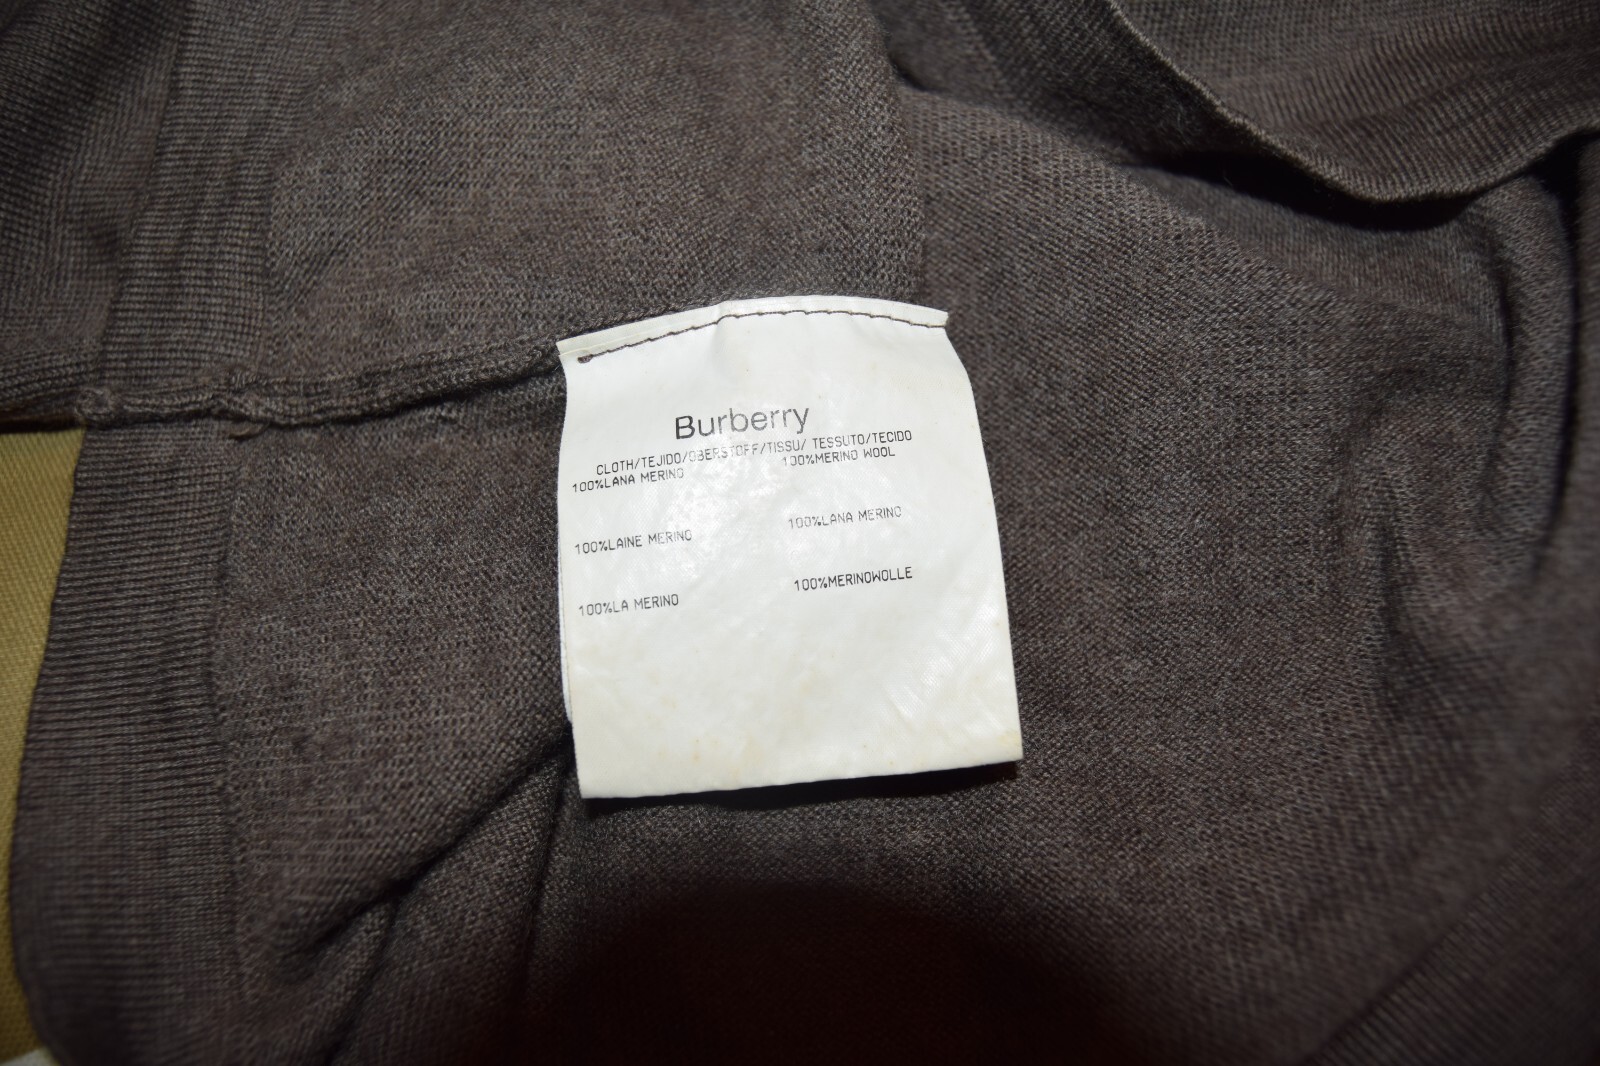 Burberry
CLOTH/TEJIDO/OBERSTOFF/TISSU/ TESSUTO/TECIDO
100%LANA MERINO 100%MERINO WOOL
100%LAINE MERINO 100%LANA MERINO
100%LA MERINO 100%MERINOWOLLE